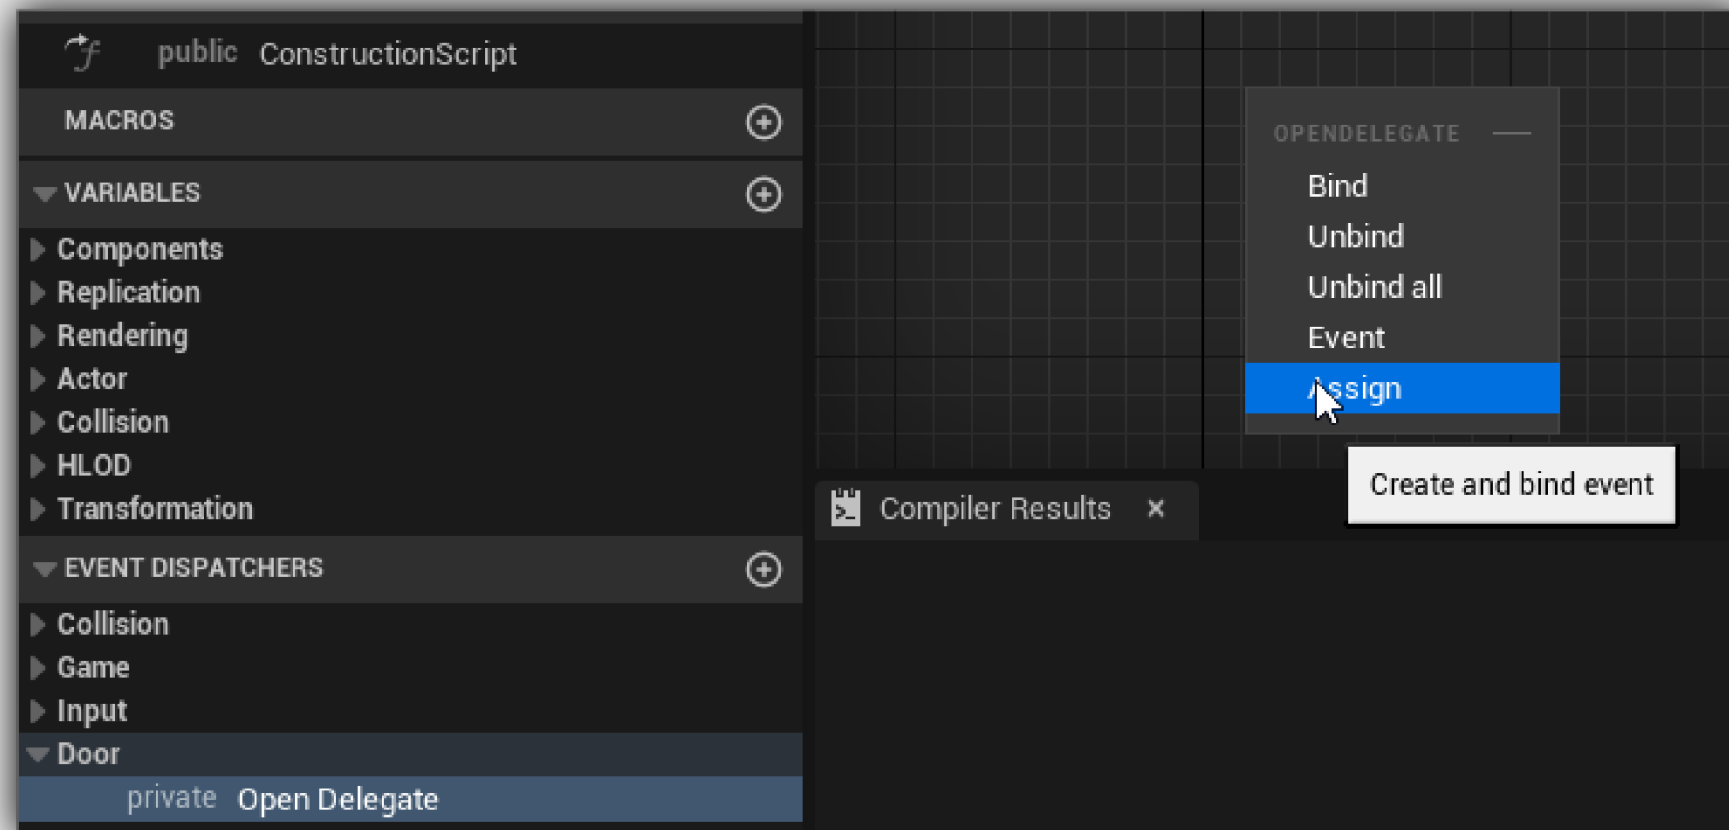 public ConstructionScript
MACROS
VARIABLES
Components
Replication
Rendering
Actor
Collision
HLOD
Transformation
EVENT DISPATCHERS
Collision
Game
Input
Door
private Open Delegate
OPENDELEGATE
Bind
Unbind
Unbind all
Event
Assign
Create and bind event
Compiler Results